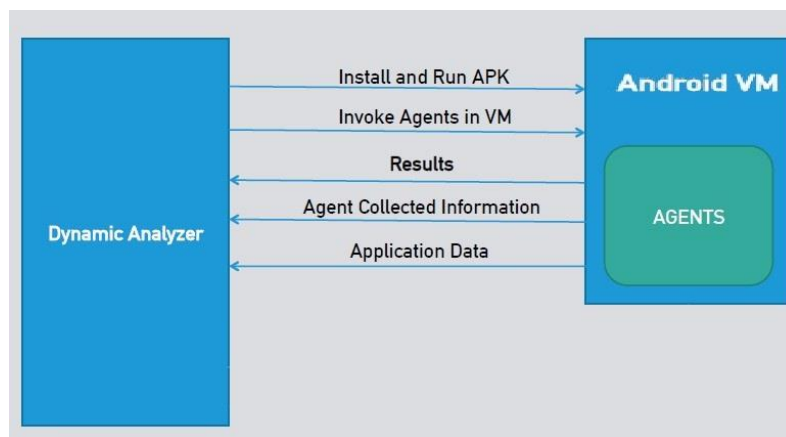 Install and Run APK
Android VM
Invoke Agents in VM
Results
Agent Collected Information
AGENTS
Dynamic Analyzer
Application Data